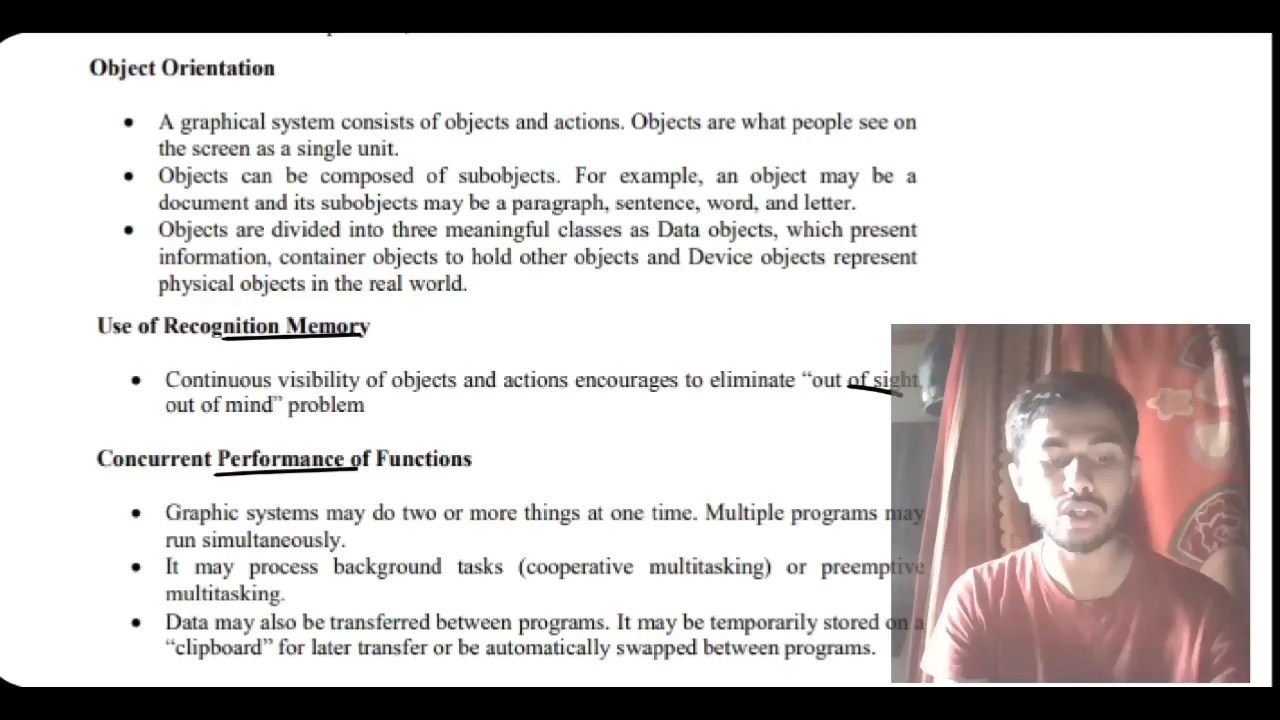 Object Orientation
• A graphical system consists of objects and actions. Objects are what people see on
the screen as a single unit.
• Objects can be composed of subobjects. For example, an object may be a
document and its subobjects may be a paragraph, sentence, word, and letter.
• Objects are divided into three meaningful classes as Data objects, which present
information, container objects to hold other objects and Device objects represent
physical objects in the real world.
Use of Recognition Memory
• Continuous visibility of objects and actions encourages to eliminate “out of sight,
out of mind” problem
Concurrent Performance of Functions
• Graphic systems may do two or more things at one time. Multiple programs may
run simultaneously.
• It may process background tasks (cooperative multitasking) or preemptive
multitasking.
• Data may also be transferred between programs. It may be temporarily stored on a
“clipboard” for later transfer or be automatically swapped between programs.